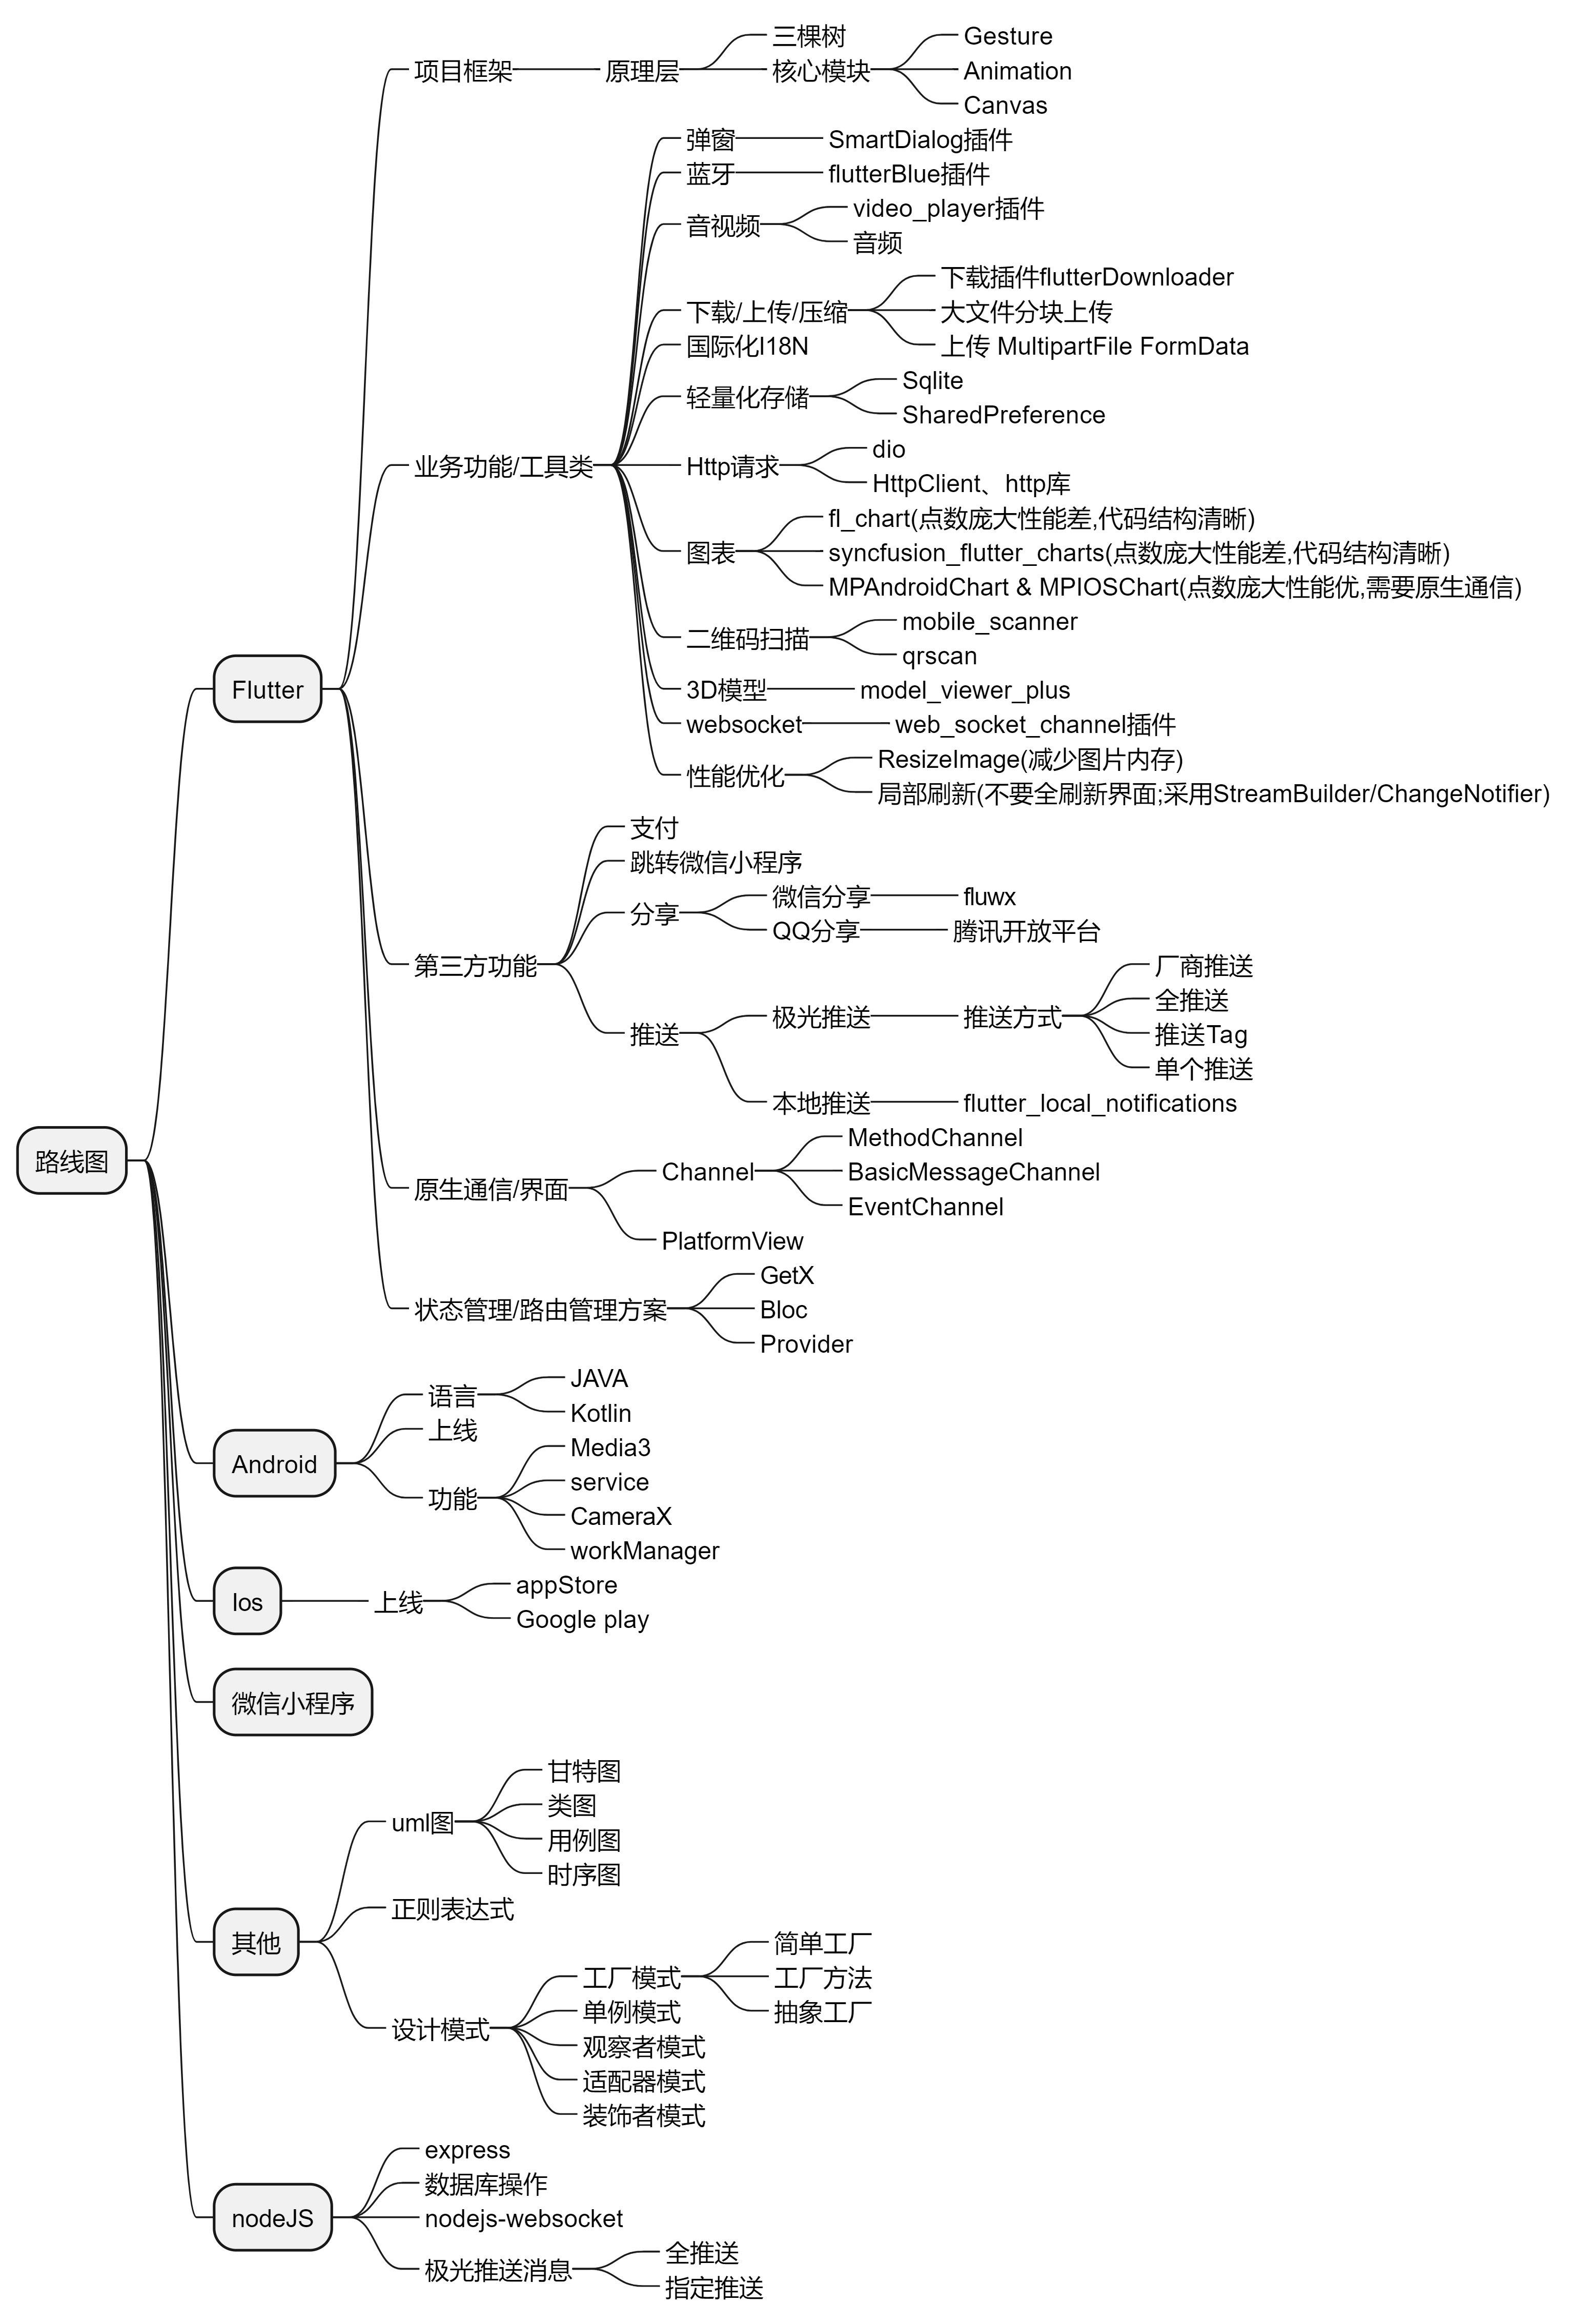 路线图
Flutter
项目框架
原理层
三棵树
核心模块
Gesture
Animation
Canvas
业务功能/工具类
弹窗
SmartDialog插件
蓝牙
flutterBlue插件
音视频
video_player插件
音频
下载/上传/压缩
下载插件flutterDownloader
大文件分块上传
上传 MultipartFile FormData
国际化I18N
轻量化存储
Sqlite
SharedPreference
Http请求
dio
HttpClient、http库
图表
fl_chart(点数庞大性能差,代码结构清晰)
syncfusion_flutter_charts(点数庞大性能差,代码结构清晰)
MPAndroidChart & MPIOSChart(点数庞大性能优,需要原生通信)
二维码扫描
mobile_scanner
qrscan
3D模型
model_viewer_plus
websocket
web_socket_channel插件
性能优化
ResizeImage(减少图片内存)
局部刷新(不要全刷新界面;采用StreamBuilder/ChangeNotifier)
第三方功能
支付
跳转微信小程序
分享
微信分享
fluwx
QQ分享
腾讯开放平台
推送
极光推送
推送方式
厂商推送
全推送
推送Tag
单个推送
本地推送
flutter_local_notifications
原生通信/界面
Channel
MethodChannel
BasicMessageChannel
EventChannel
PlatformView
状态管理/路由管理方案
GetX
Bloc
Provider
Android
语言
JAVA
Kotlin
上线
功能
Media3
service
CameraX
workManager
Ios
上线
appStore
Google play
微信小程序
其他
uml图
甘特图
类图
用例图
时序图
正则表达式
设计模式
工厂模式
简单工厂
工厂方法
抽象工厂
单例模式
观察者模式
适配器模式
装饰者模式
nodeJS
express
数据库操作
nodejs-websocket
极光推送消息
全推送
指定推送